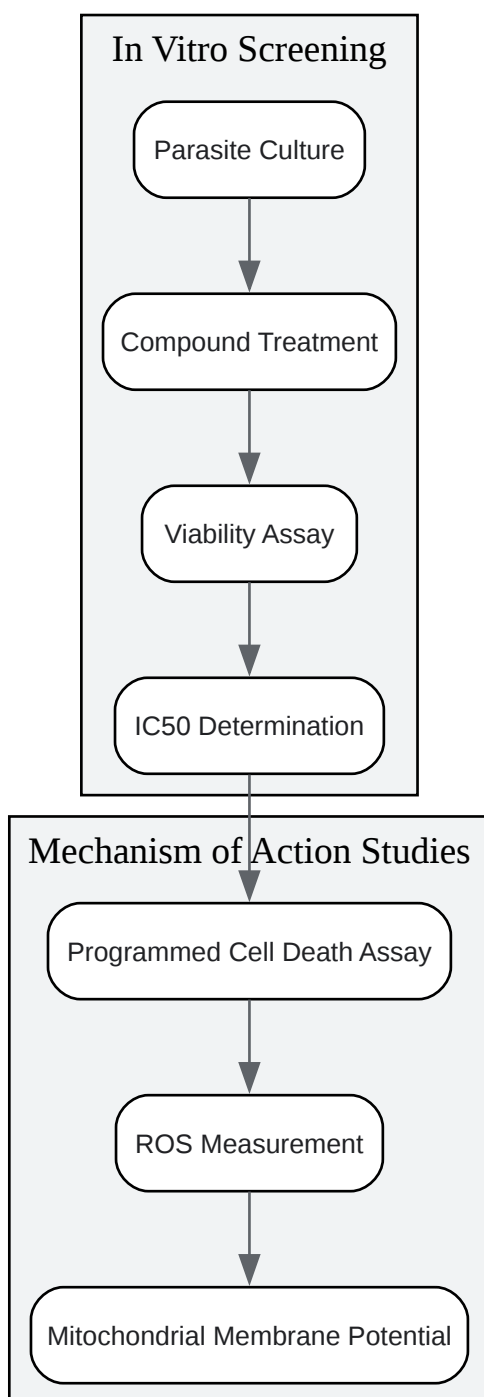 In Vitro Screening
Parasite Culture
Compound Treatment
Viability Assay
IC50 Determination
Mechanism of Action Studies
Programmed Cell Death Assay
ROS Measurement
Mitochondrial Membrane Potential